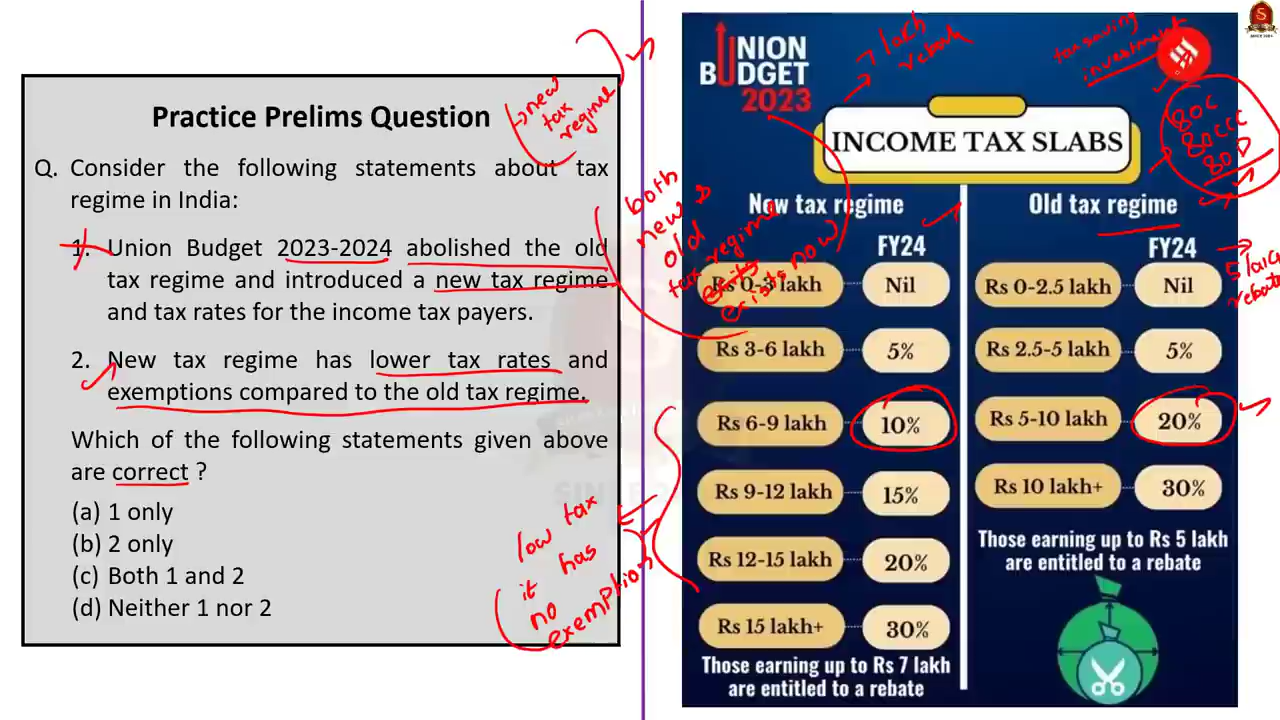 Practice Prelims Question
Q. Consider the following statements about tax
regime in India:
1. Union Budget 2023-2024 abolished the old
tax regime and introduced a new tax regime
and tax rates for the income tax payers.
2. New tax regime has lower tax rates and
exemptions compared to the old tax regime.
Which of the following statements given above
are correct ?
(a) 1 only
(b) 2 only
(c) Both 1 and 2
(d) Neither 1 nor 2
→new
tax
regime
both
new &
old
tax regime
exists now
low tax
it has
no
exemption
UNION
BUDGET
2023
→ 7 lakh
rebate
tax saving
investment
80C
80CCC
80D
INCOME TAX SLABS
New tax regime
FY24
Rs 0-3 lakh Nil
Rs 3-6 lakh 5%
Rs 6-9 lakh 10%
Rs 9-12 lakh 15%
Rs 12-15 lakh 20%
Rs 15 lakh+ 30%
Those earning up to Rs 7 lakh
are entitled to a rebate
Old tax regime
FY24
Rs 0-2.5 lakh Nil
Rs 2.5-5 lakh 5%
Rs 5-10 lakh 20%
Rs 10 lakh+ 30%
Those earning up to Rs 5 lakh
are entitled to a rebate
→
5 lakh
rebate